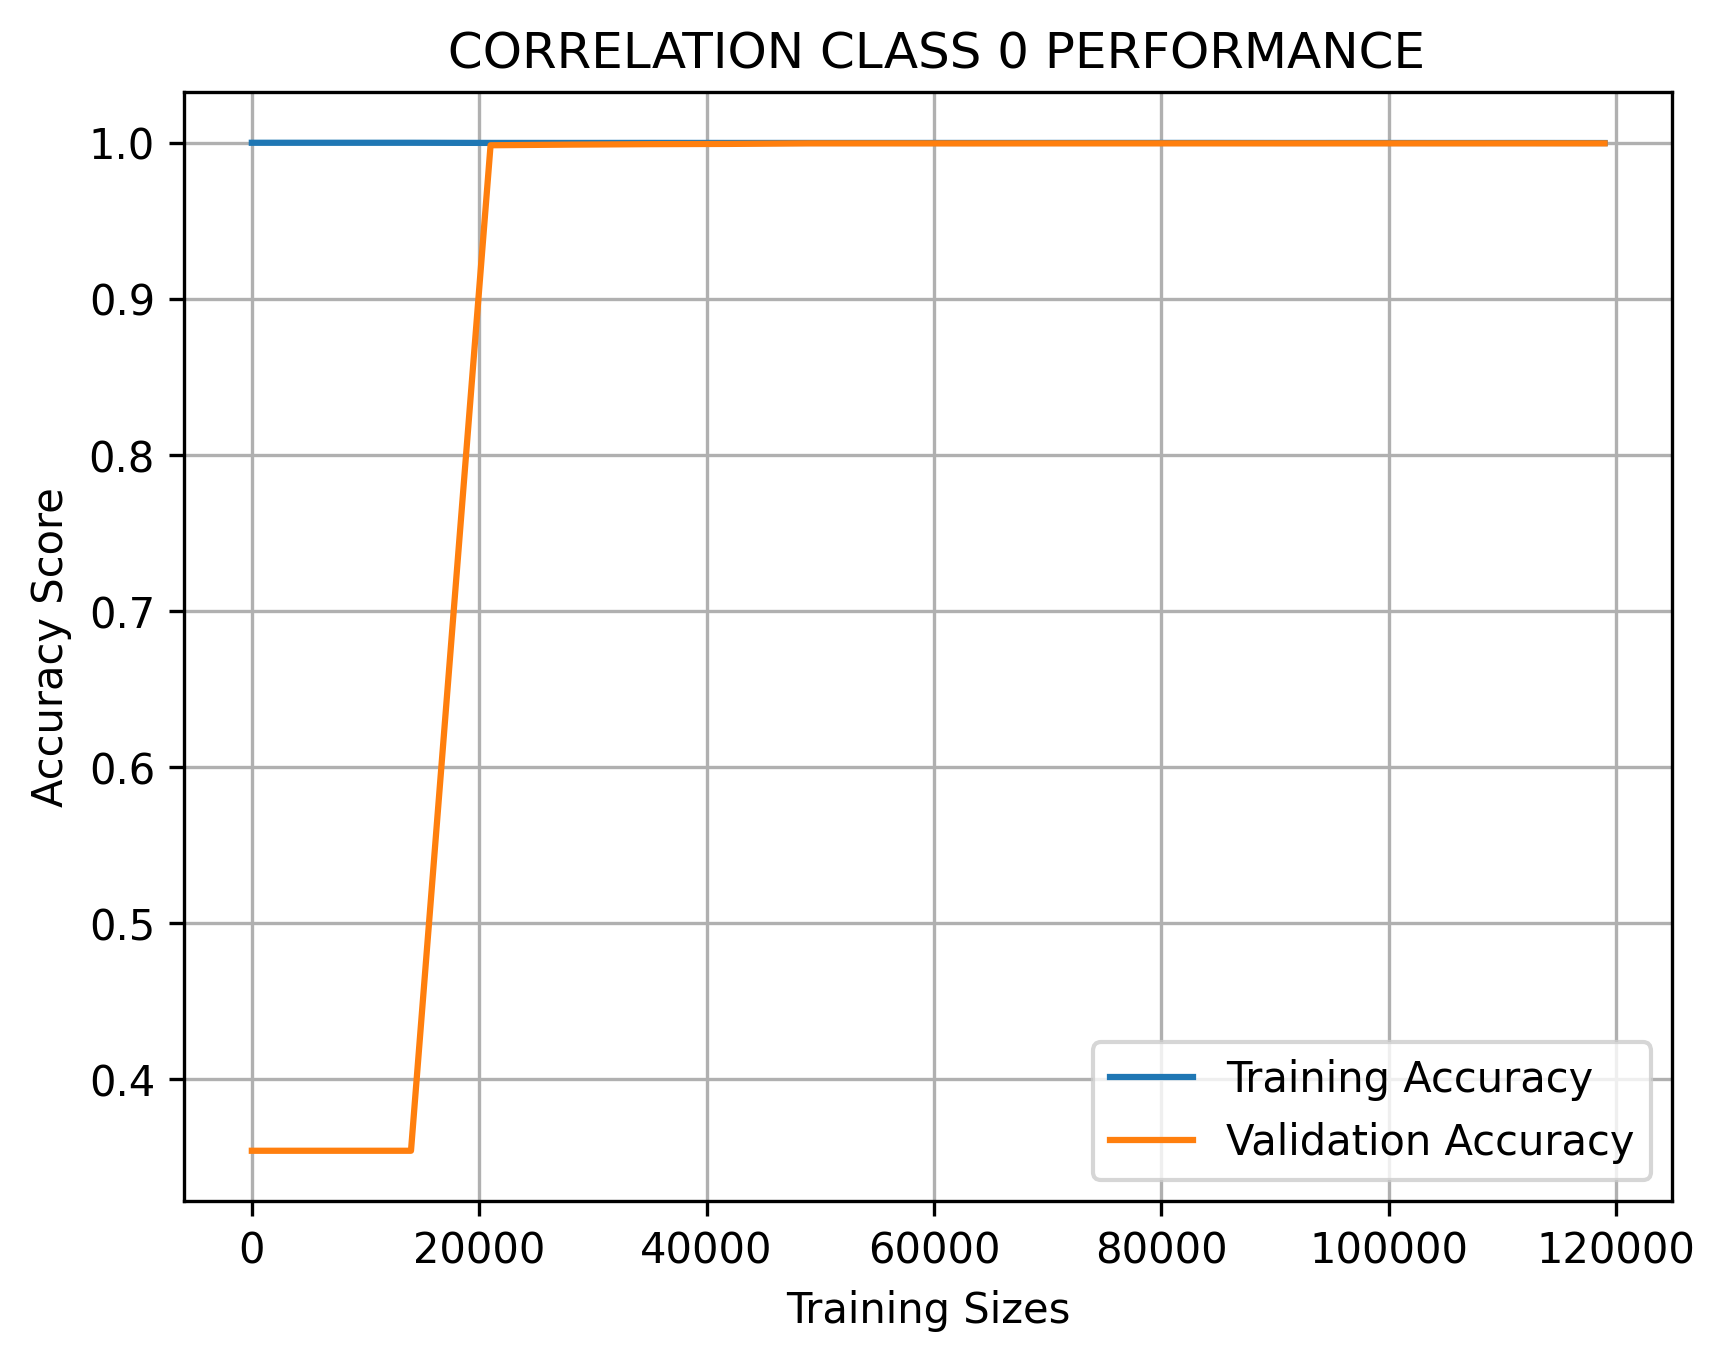 CORRELATION CLASS 0 PERFORMANCE
1.0
0.9
0.8
0.7
0.6
0.5
0.4
Accuracy Score
Training Accuracy
Validation Accuracy
0 20000 40000 60000 80000 100000 120000
Training Sizes